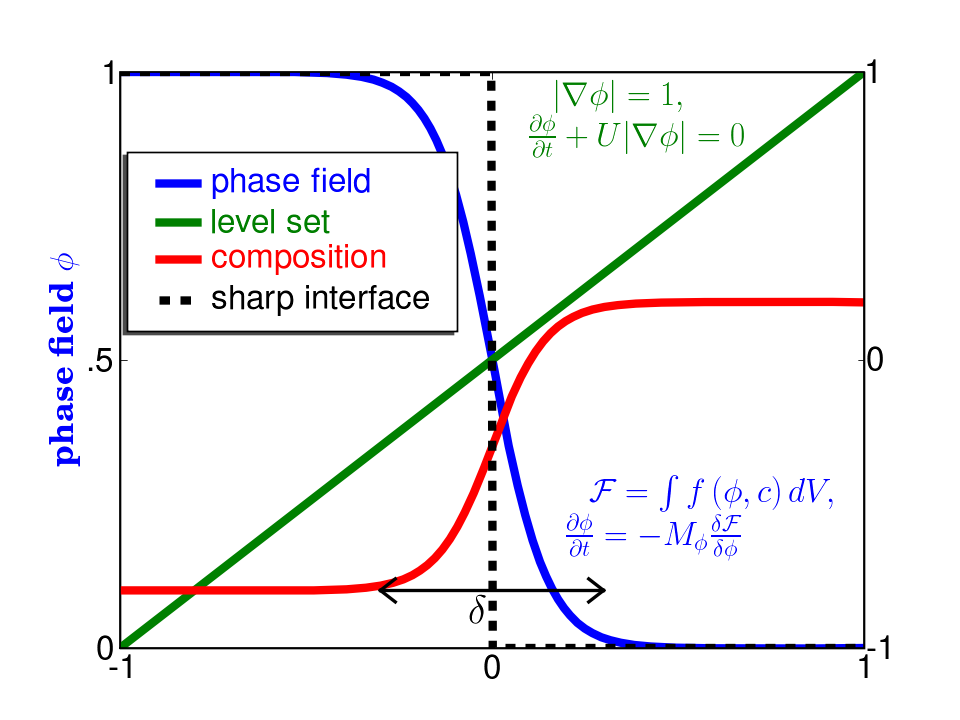 1
1
|∇ϕ| = 1,
∂ϕ/∂t + U|∇ϕ| = 0
phase field
level set
composition
sharp interface
phase field ϕ
.5
0
ℱ = ∫ f (ϕ, c) dV,
∂ϕ/∂t = −M_ϕ δℱ/δϕ
δ
0
-1
-1
0
1